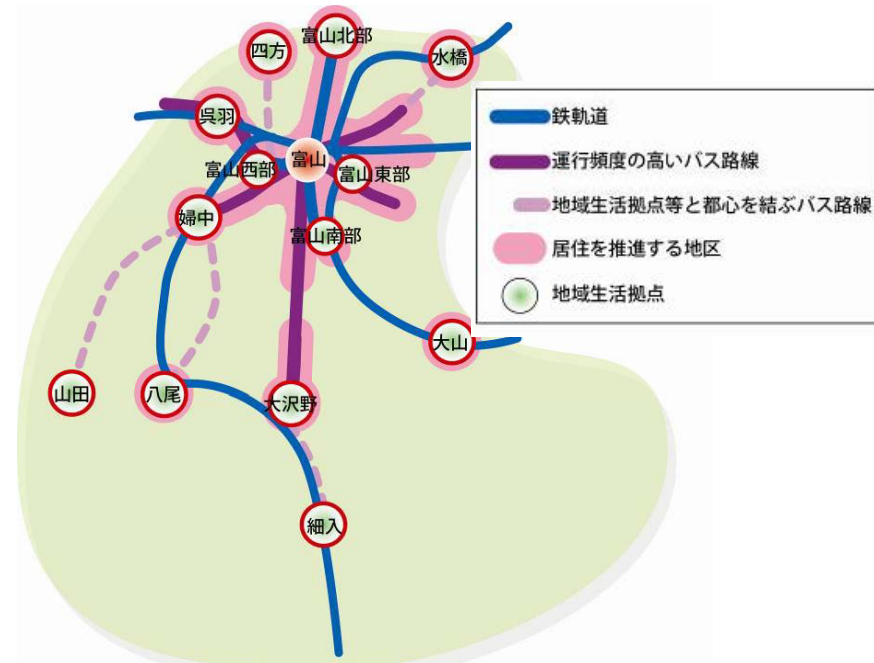 富山北部
四方
水橋
呉羽
富山
富山西部
富山東部
婦中
富山南部
大山
山田
八尾
大沢野
細入
鉄軌道
運行頻度の高いバス路線
地域生活拠点等と都心を結ぶバス路線
居住を推進する地区
地域生活拠点